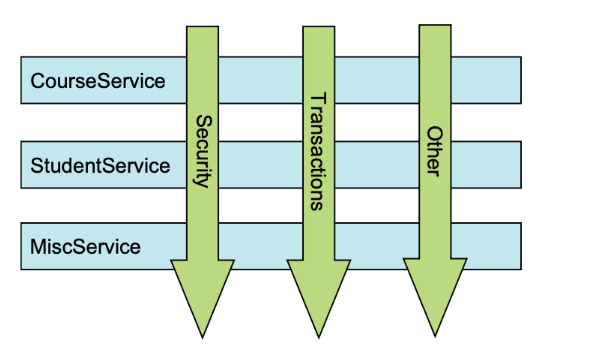 CourseService
StudentService
MiscService
Security
Transactions
Other